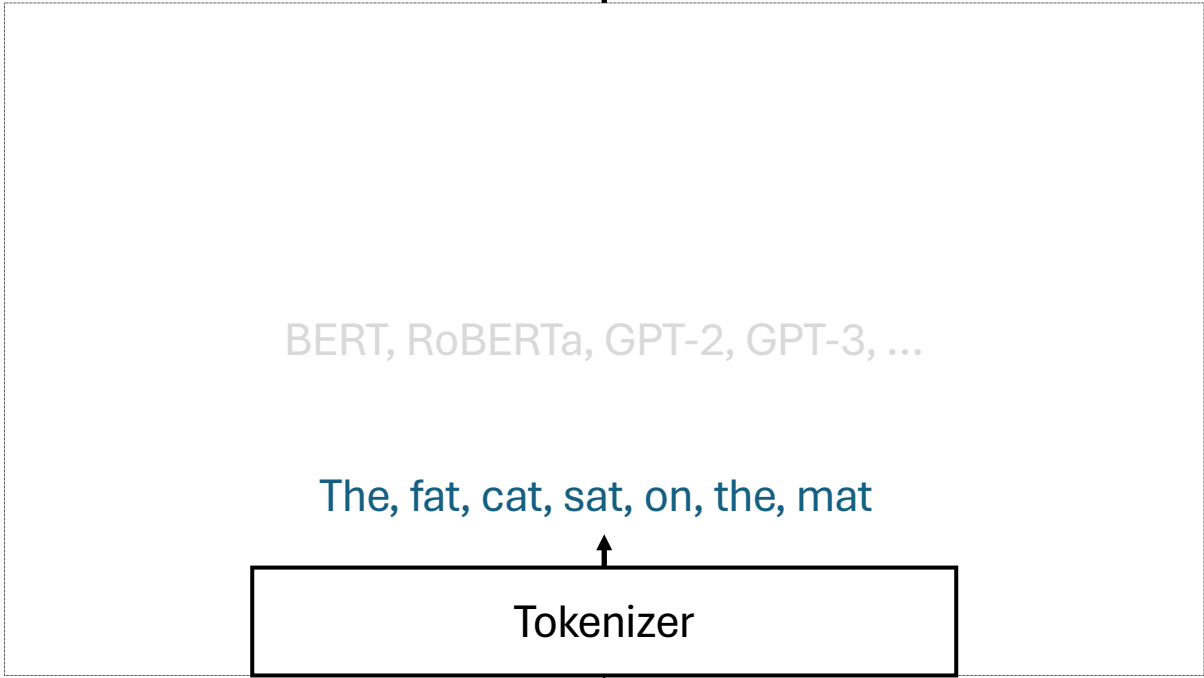 BERT, RoBERTa, GPT-2, GPT-3, ...
The, fat, cat, sat, on, the, mat
Tokenizer